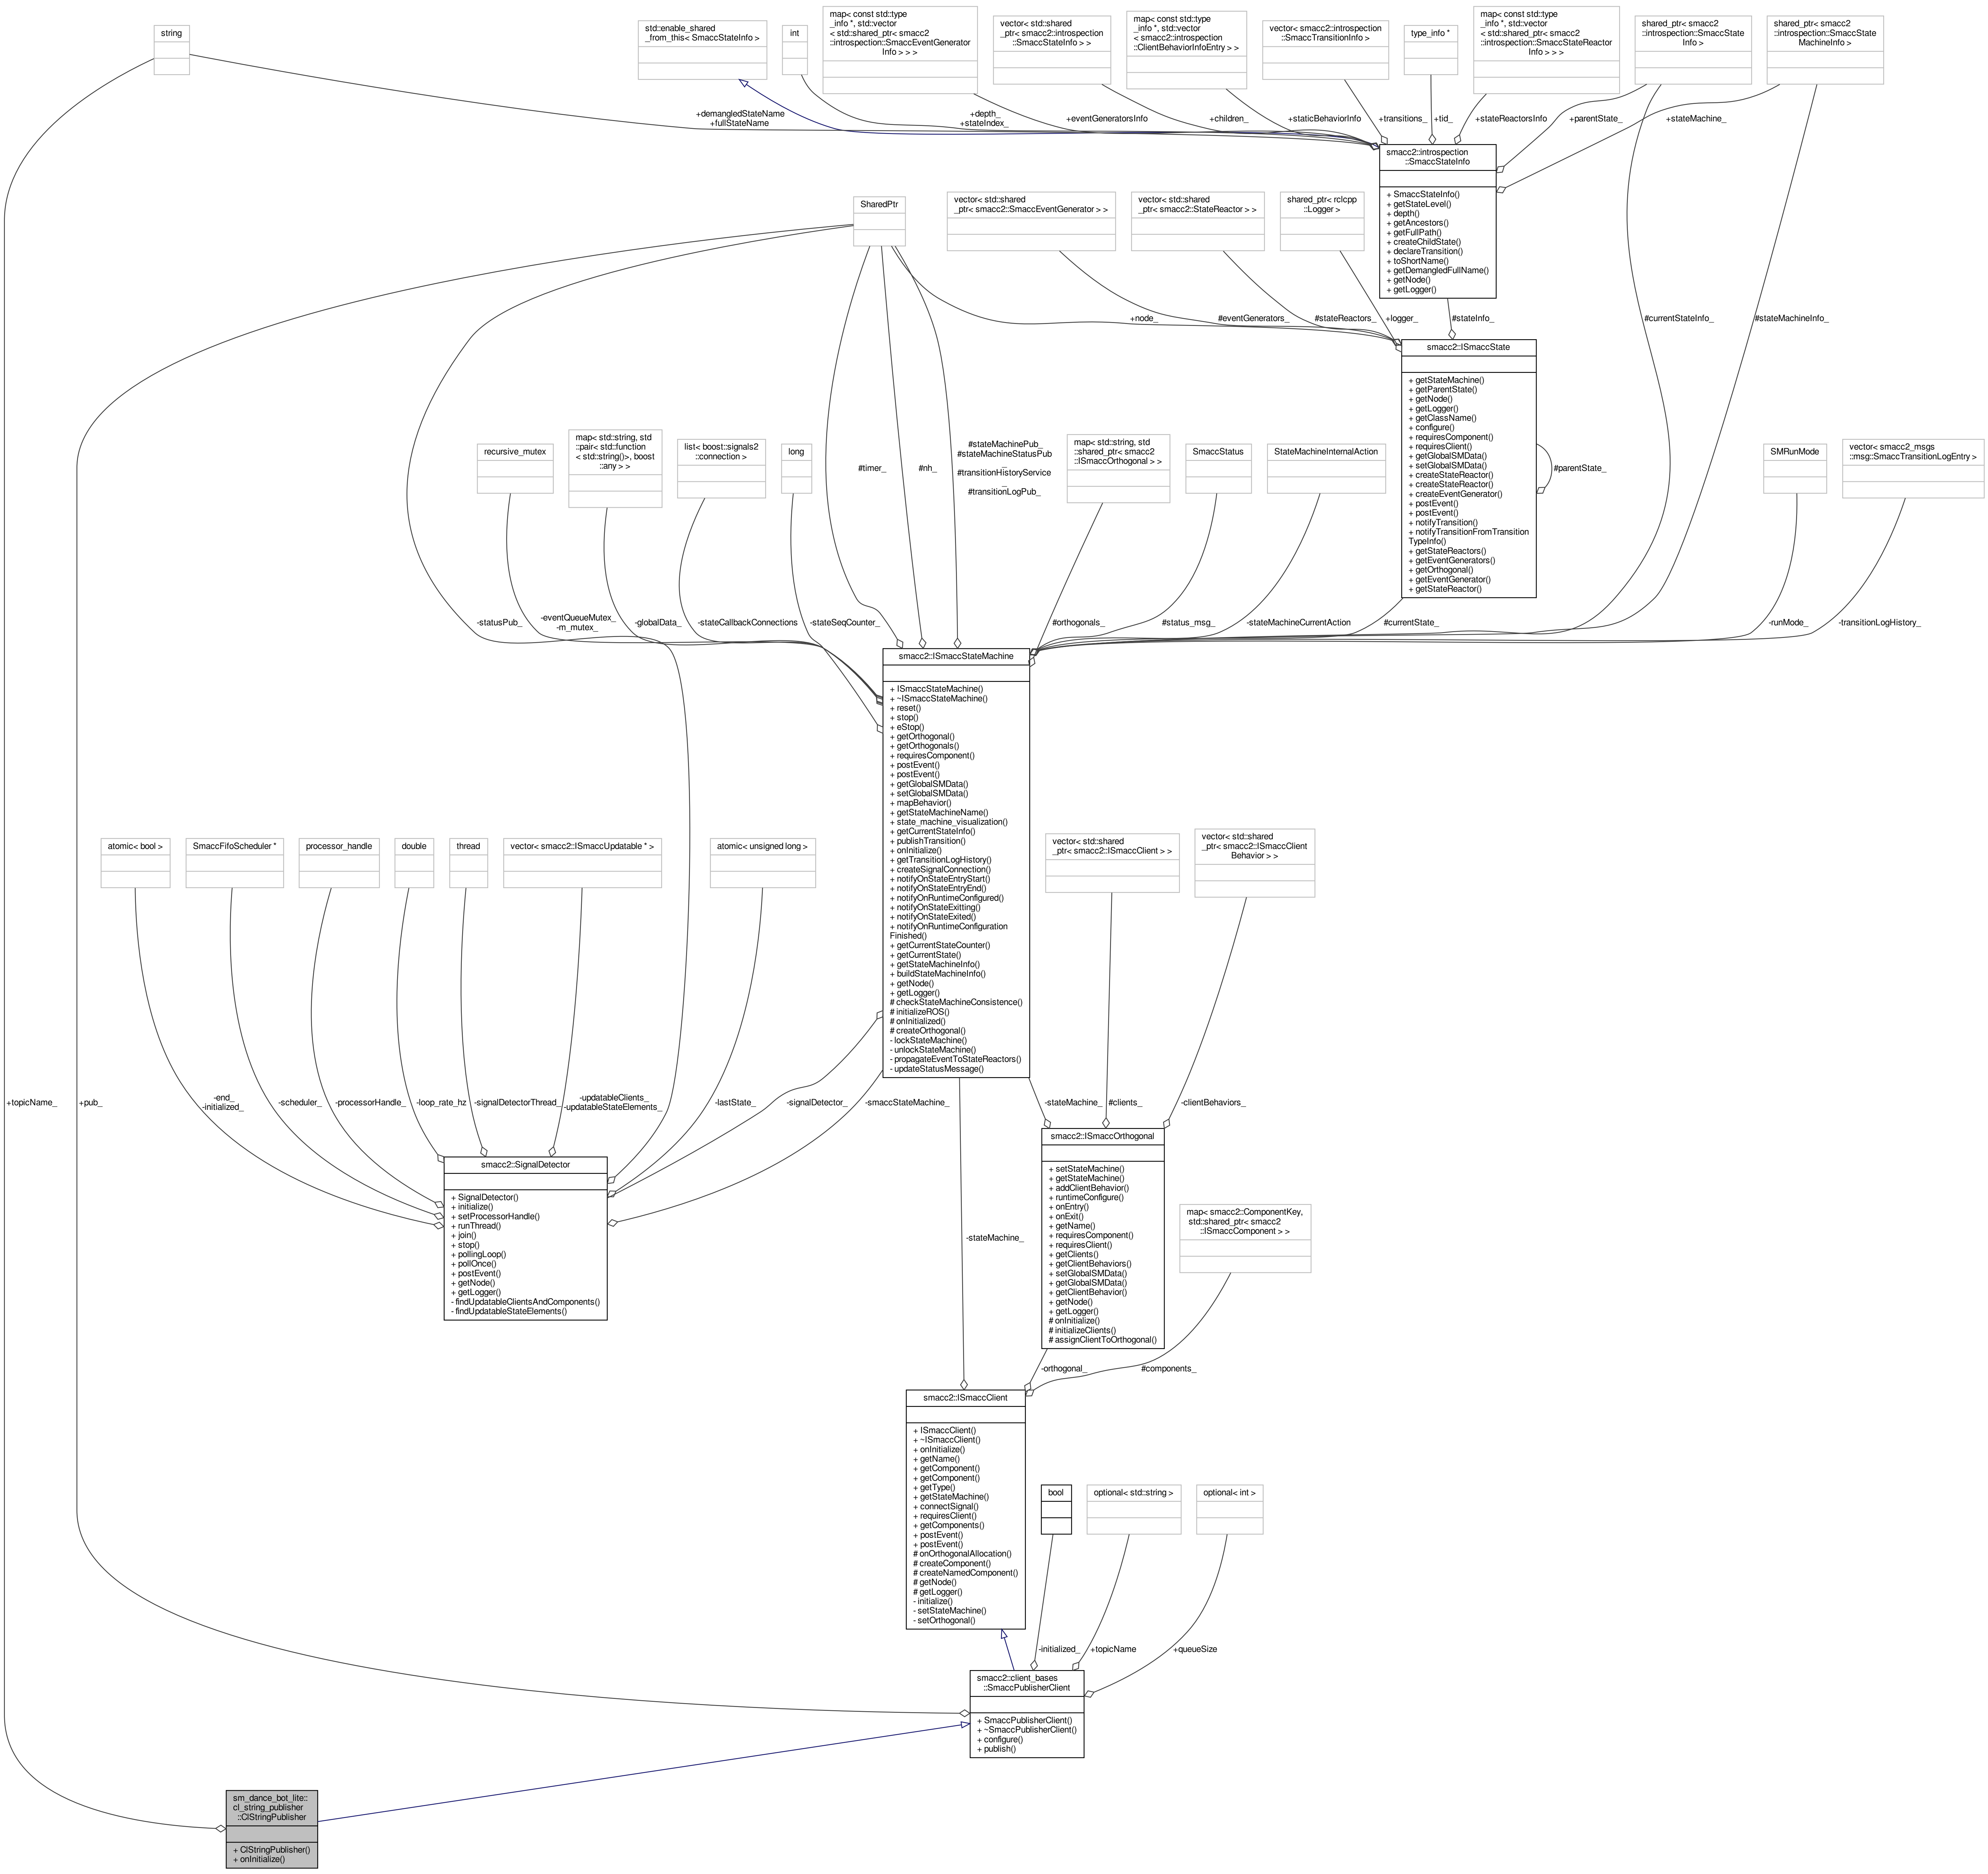 string
std::enable_shared
_from_this< SmaccStateInfo >
int
map< const std::type
_info *, std::vector
< std::shared_ptr< smacc2
::introspection::SmaccEventGenerator
Info > > >
vector< std::shared
_ptr< smacc2::introspection
::SmaccStateInfo > >
map< const std::type
_info *, std::vector
< smacc2::introspection
::ClientBehaviorInfoEntry > >
vector< smacc2::introspection
::SmaccTransitionInfo >
type_info *
map< const std::type
_info *, std::vector
< std::shared_ptr< smacc2
::introspection::SmaccStateReactor
Info > > >
shared_ptr< smacc2
::introspection::SmaccState
Info >
shared_ptr< smacc2
::introspection::SmaccState
MachineInfo >
+demangledStateName
+fullStateName
+depth_
+stateIndex_
+eventGeneratorsInfo
+children_
+staticBehaviorInfo
+transitions_
+tid_
+stateReactorsInfo
+parentState_
+stateMachine_
smacc2::introspection
::SmaccStateInfo
+ SmaccStateInfo()
+ getStateLevel()
+ depth()
+ getAncestors()
+ getFullPath()
+ createChildState()
+ declareTransition()
+ toShortName()
+ getDemangledFullName()
+ getNode()
+ getLogger()
SharedPtr
vector< std::shared
_ptr< smacc2::SmaccEventGenerator > >
vector< std::shared
_ptr< smacc2::StateReactor > >
shared_ptr< rclcpp
::Logger >
+node_
#eventGenerators_
#stateReactors_
+logger_
#stateInfo_
#currentStateInfo_
#stateMachineInfo_
smacc2::ISmaccState
+ getStateMachine()
+ getParentState()
+ getNode()
+ getLogger()
+ getClassName()
+ configure()
+ requiresComponent()
+ requiresClient()
+ getGlobalSMData()
+ setGlobalSMData()
+ createStateReactor()
+ createStateReactor()
+ createEventGenerator()
+ postEvent()
+ postEvent()
+ notifyTransition()
+ notifyTransitionFromTransition
TypeInfo()
+ getStateReactors()
+ getEventGenerators()
+ getOrthogonal()
+ getEventGenerator()
+ getStateReactor()
#parentState_
recursive_mutex
map< std::string, std
::pair< std::function
< std::string()>, boost
::any > >
list< boost::signals2
::connection >
long
#timer_
#nh_
#stateMachinePub_
#stateMachineStatusPub
_
#transitionHistoryService
_
#transitionLogPub_
map< std::string, std
::shared_ptr< smacc2
::ISmaccOrthogonal > >
SmaccStatus
StateMachineInternalAction
SMRunMode
vector< smacc2_msgs
::msg::SmaccTransitionLogEntry >
-statusPub_
-eventQueueMutex_
-m_mutex_
-globalData_
-stateCallbackConnections
-stateSeqCounter_
#orthogonals_
#status_msg_
-stateMachineCurrentAction
#currentState_
-runMode_
-transitionLogHistory_
smacc2::ISmaccStateMachine
+ ISmaccStateMachine()
+ ~ISmaccStateMachine()
+ reset()
+ stop()
+ eStop()
+ getOrthogonal()
+ getOrthogonals()
+ requiresComponent()
+ postEvent()
+ postEvent()
+ getGlobalSMData()
+ setGlobalSMData()
+ mapBehavior()
+ getStateMachineName()
+ state_machine_visualization()
+ getCurrentStateInfo()
+ publishTransition()
+ onInitialize()
+ getTransitionLogHistory()
+ createSignalConnection()
+ notifyOnStateEntryStart()
+ notifyOnStateEntryEnd()
+ notifyOnRuntimeConfigured()
+ notifyOnStateExitting()
+ notifyOnStateExited()
+ notifyOnRuntimeConfiguration
Finished()
+ getCurrentStateCounter()
+ getCurrentState()
+ getStateMachineInfo()
+ buildStateMachineInfo()
+ getNode()
+ getLogger()
# checkStateMachineConsistence()
# initializeROS()
# onInitialized()
# createOrthogonal()
- lockStateMachine()
- unlockStateMachine()
- propagateEventToStateReactors()
- updateStatusMessage()
atomic< bool >
SmaccFifoScheduler *
processor_handle
double
thread
vector< smacc2::ISmaccUpdatable * >
atomic< unsigned long >
vector< std::shared
_ptr< smacc2::ISmaccClient > >
vector< std::shared
_ptr< smacc2::ISmaccClient
Behavior > >
+topicName_
+pub_
-end_
-initialized_
-scheduler_
-processorHandle_
-loop_rate_hz
-signalDetectorThread_
-updatableClients_
-updatableStateElements_
-lastState_
-signalDetector_
-smaccStateMachine_
-stateMachine_
#clients_
-clientBehaviors_
smacc2::SignalDetector
+ SignalDetector()
+ initialize()
+ setProcessorHandle()
+ runThread()
+ join()
+ stop()
+ pollingLoop()
+ pollOnce()
+ postEvent()
+ getNode()
+ getLogger()
- findUpdatableClientsAndComponents()
- findUpdatableStateElements()
smacc2::ISmaccOrthogonal
+ setStateMachine()
+ getStateMachine()
+ addClientBehavior()
+ runtimeConfigure()
+ onEntry()
+ onExit()
+ getName()
+ requiresComponent()
+ requiresClient()
+ getClients()
+ getClientBehaviors()
+ setGlobalSMData()
+ getGlobalSMData()
+ getClientBehavior()
+ getNode()
+ getLogger()
# onInitialize()
# initializeClients()
# assignClientToOrthogonal()
map< smacc2::ComponentKey,
std::shared_ptr< smacc2
::ISmaccComponent > >
-stateMachine_
-orthogonal_
#components_
smacc2::ISmaccClient
+ ISmaccClient()
+ ~ISmaccClient()
+ onInitialize()
+ getName()
+ getComponent()
+ getComponent()
+ getType()
+ getStateMachine()
+ connectSignal()
+ requiresClient()
+ getComponents()
+ postEvent()
+ postEvent()
# onOrthogonalAllocation()
# createComponent()
# createNamedComponent()
# getNode()
# getLogger()
- initialize()
- setStateMachine()
- setOrthogonal()
bool
optional< std::string >
optional< int >
-initialized_
+topicName
+queueSize
smacc2::client_bases
::SmaccPublisherClient
+ SmaccPublisherClient()
+ ~SmaccPublisherClient()
+ configure()
+ publish()
sm_dance_bot_lite::
cl_string_publisher
::ClStringPublisher
+ ClStringPublisher()
+ onInitialize()